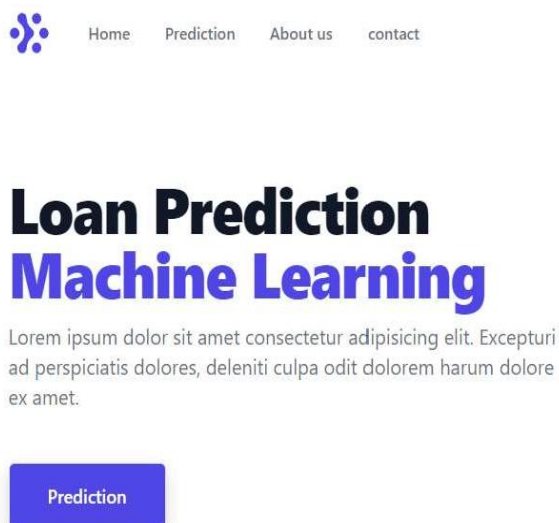 Home Prediction About us contact
Loan Prediction
Machine Learning
Lorem ipsum dolor sit amet consectetur adipisicing elit. Excepturi
ad perspiciatis dolores, deleniti culpa odit dolorem harum dolore
ex amet.
Prediction